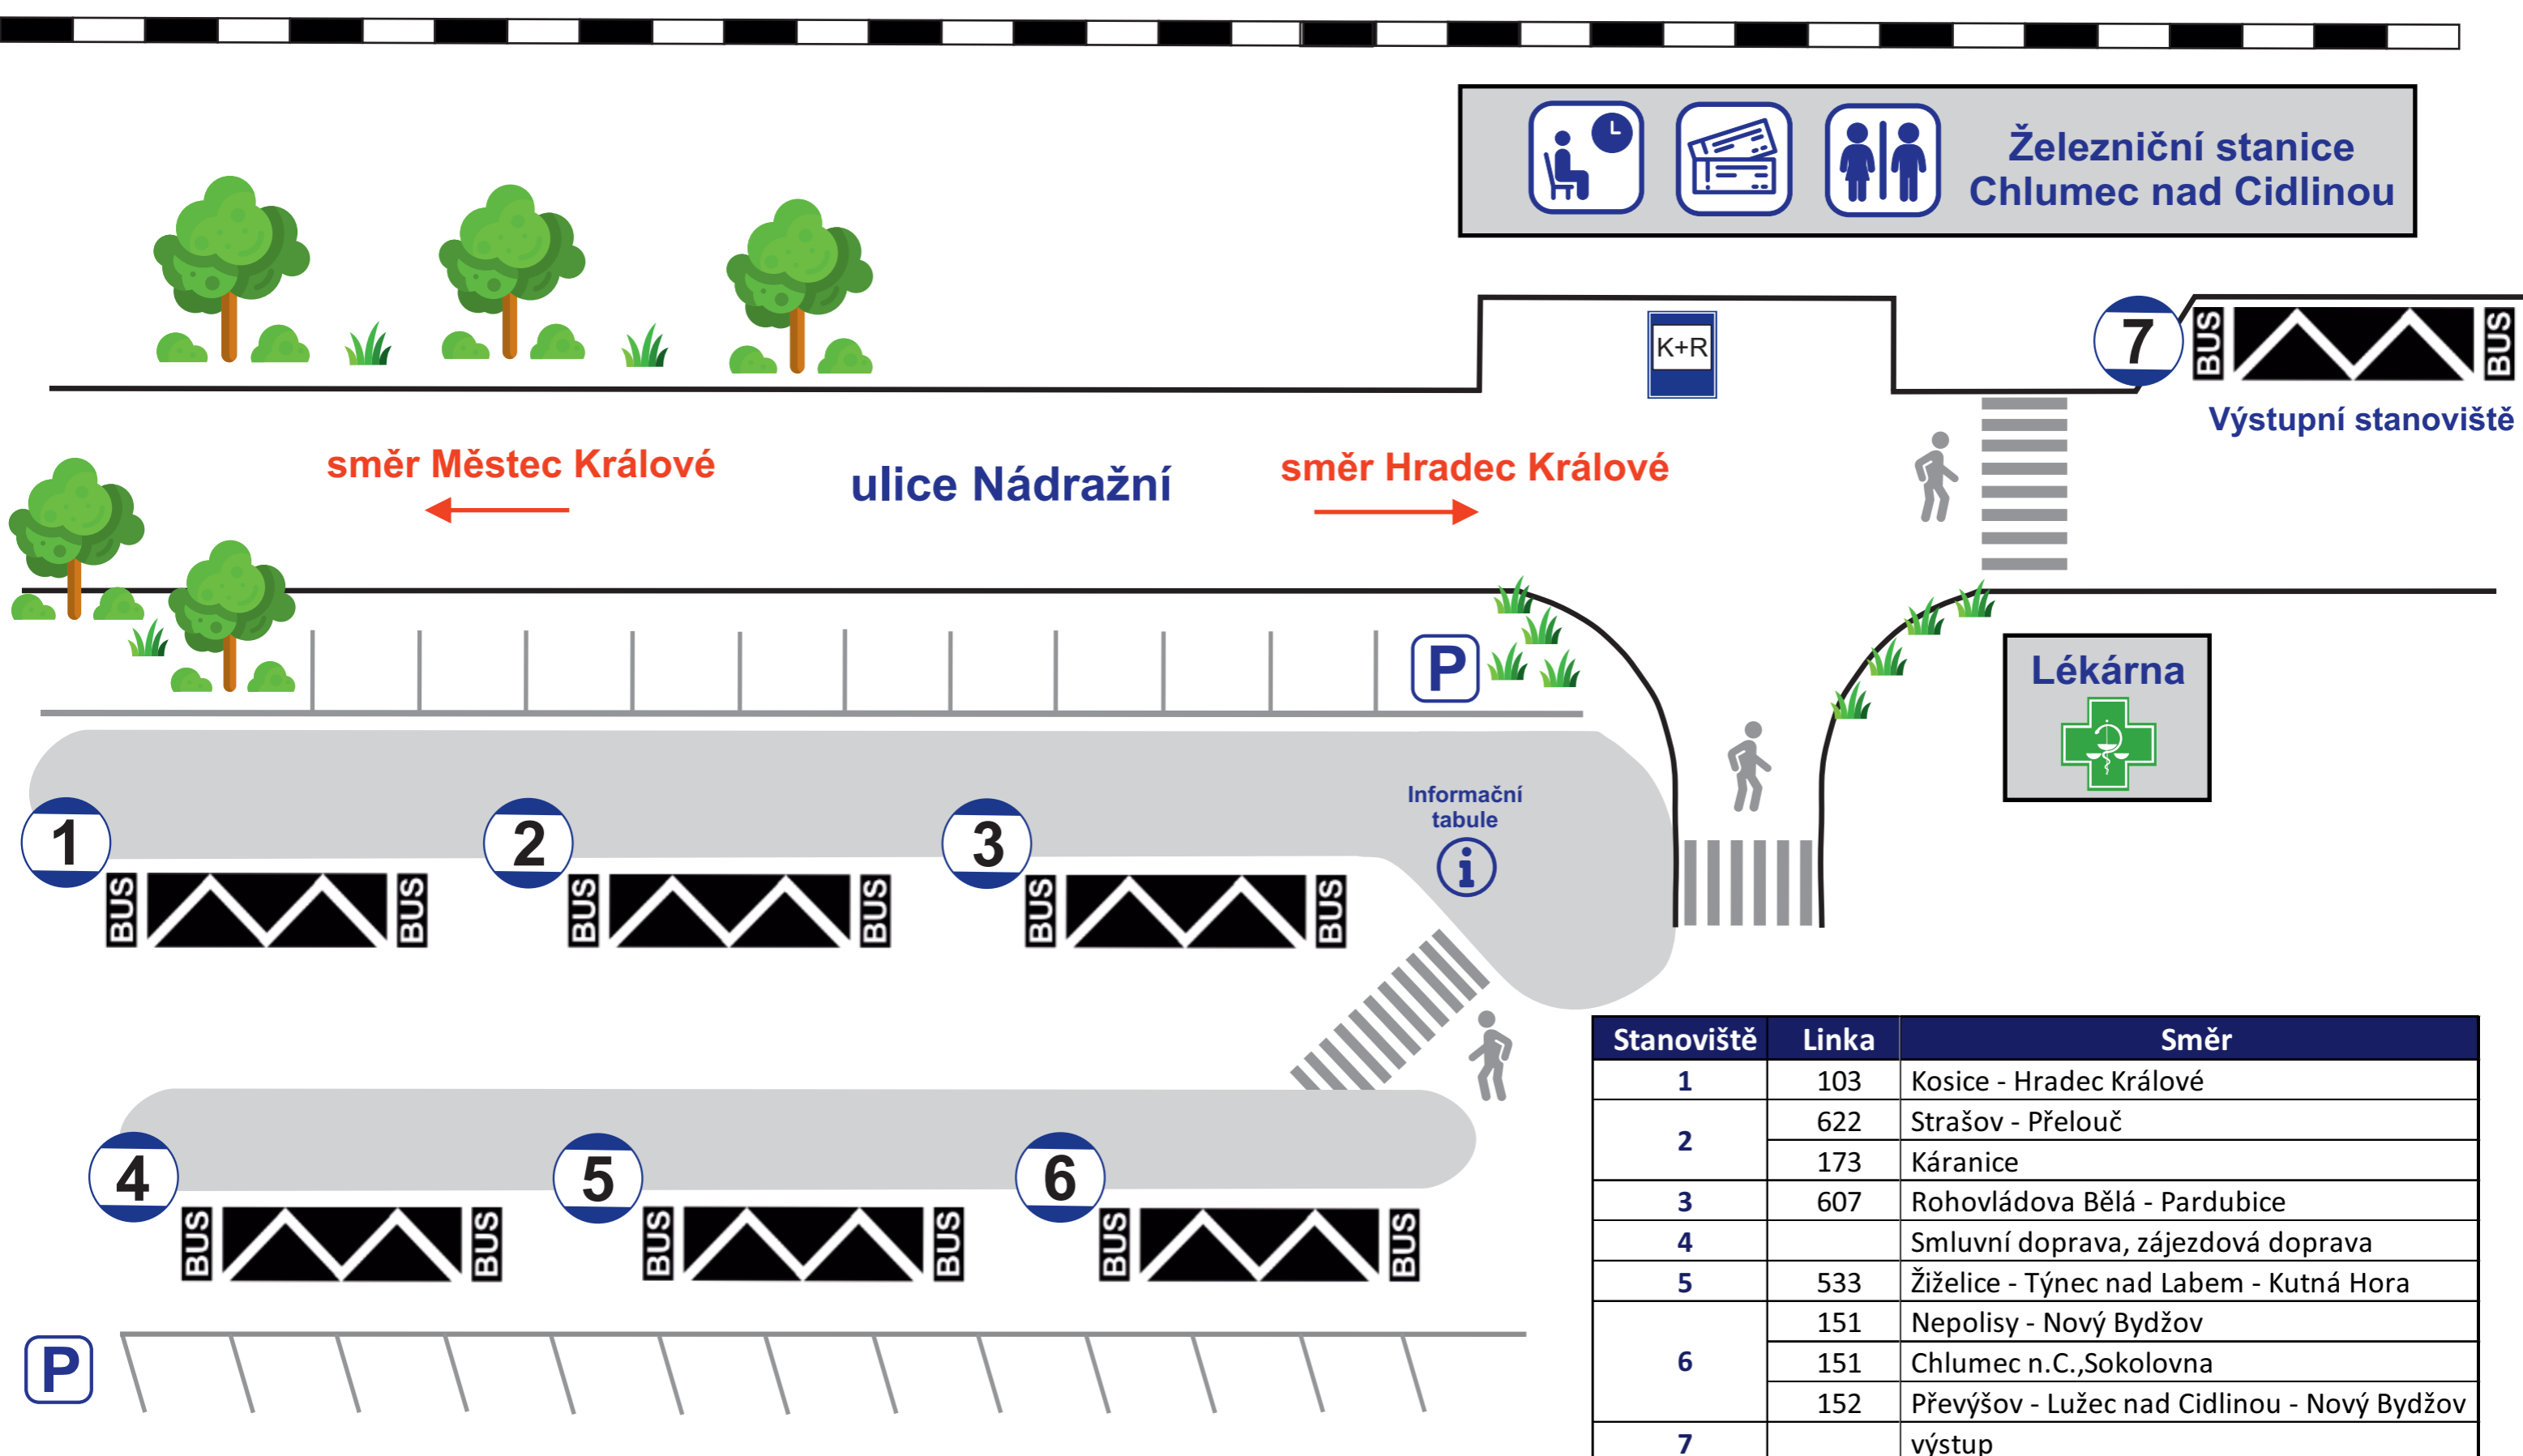 Železniční stanice
Chlumec nad Cidlinou
K+R
7
BUS
BUS
Výstupní stanoviště
směr Městec Králové
ulice Nádražní
směr Hradec Králové
P
Lékárna
Informační
tabule
i
1
BUS
BUS
2
BUS
BUS
3
BUS
BUS
4
BUS
BUS
5
BUS
BUS
6
BUS
BUS
P
Stanoviště Linka Směr
1 103 Kosice - Hradec Králové
2 622 Strašov - Přelouč
173 Káranice
3 607 Rohovládova Bělá - Pardubice
4 Smluvní doprava, zájezdová doprava
5 533 Žiželice - Týnec nad Labem - Kutná Hora
6 151 Nepolisy - Nový Bydžov
151 Chlumec n.C.,Sokolovna
152 Převýšov - Lužec nad Cidlinou - Nový Bydžov
7 výstup